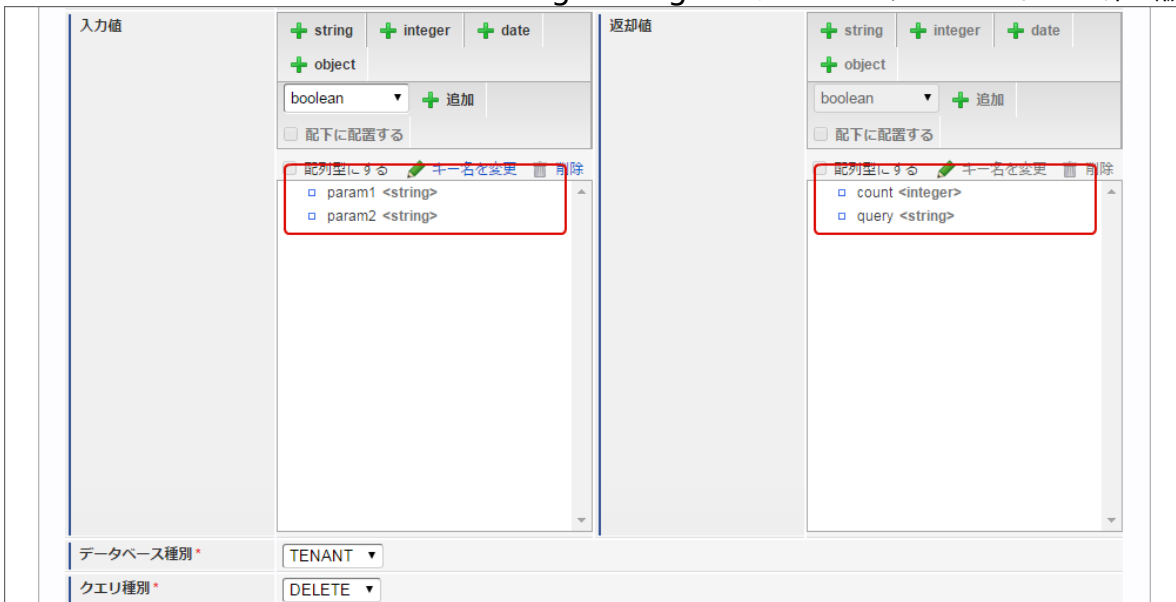 入力値
+ string + integer + date
+ object
boolean ▼ + 追加
配下に配置する
配列型にする キー名を変更 削除
param1 <string>
param2 <string>
返却値
+ string + integer + date
+ object
boolean ▼ + 追加
配下に配置する
配列型にする キー名を変更 削除
count <integer>
query <string>
データベース種別*
TENANT ▼
クエリ種別*
DELETE ▼